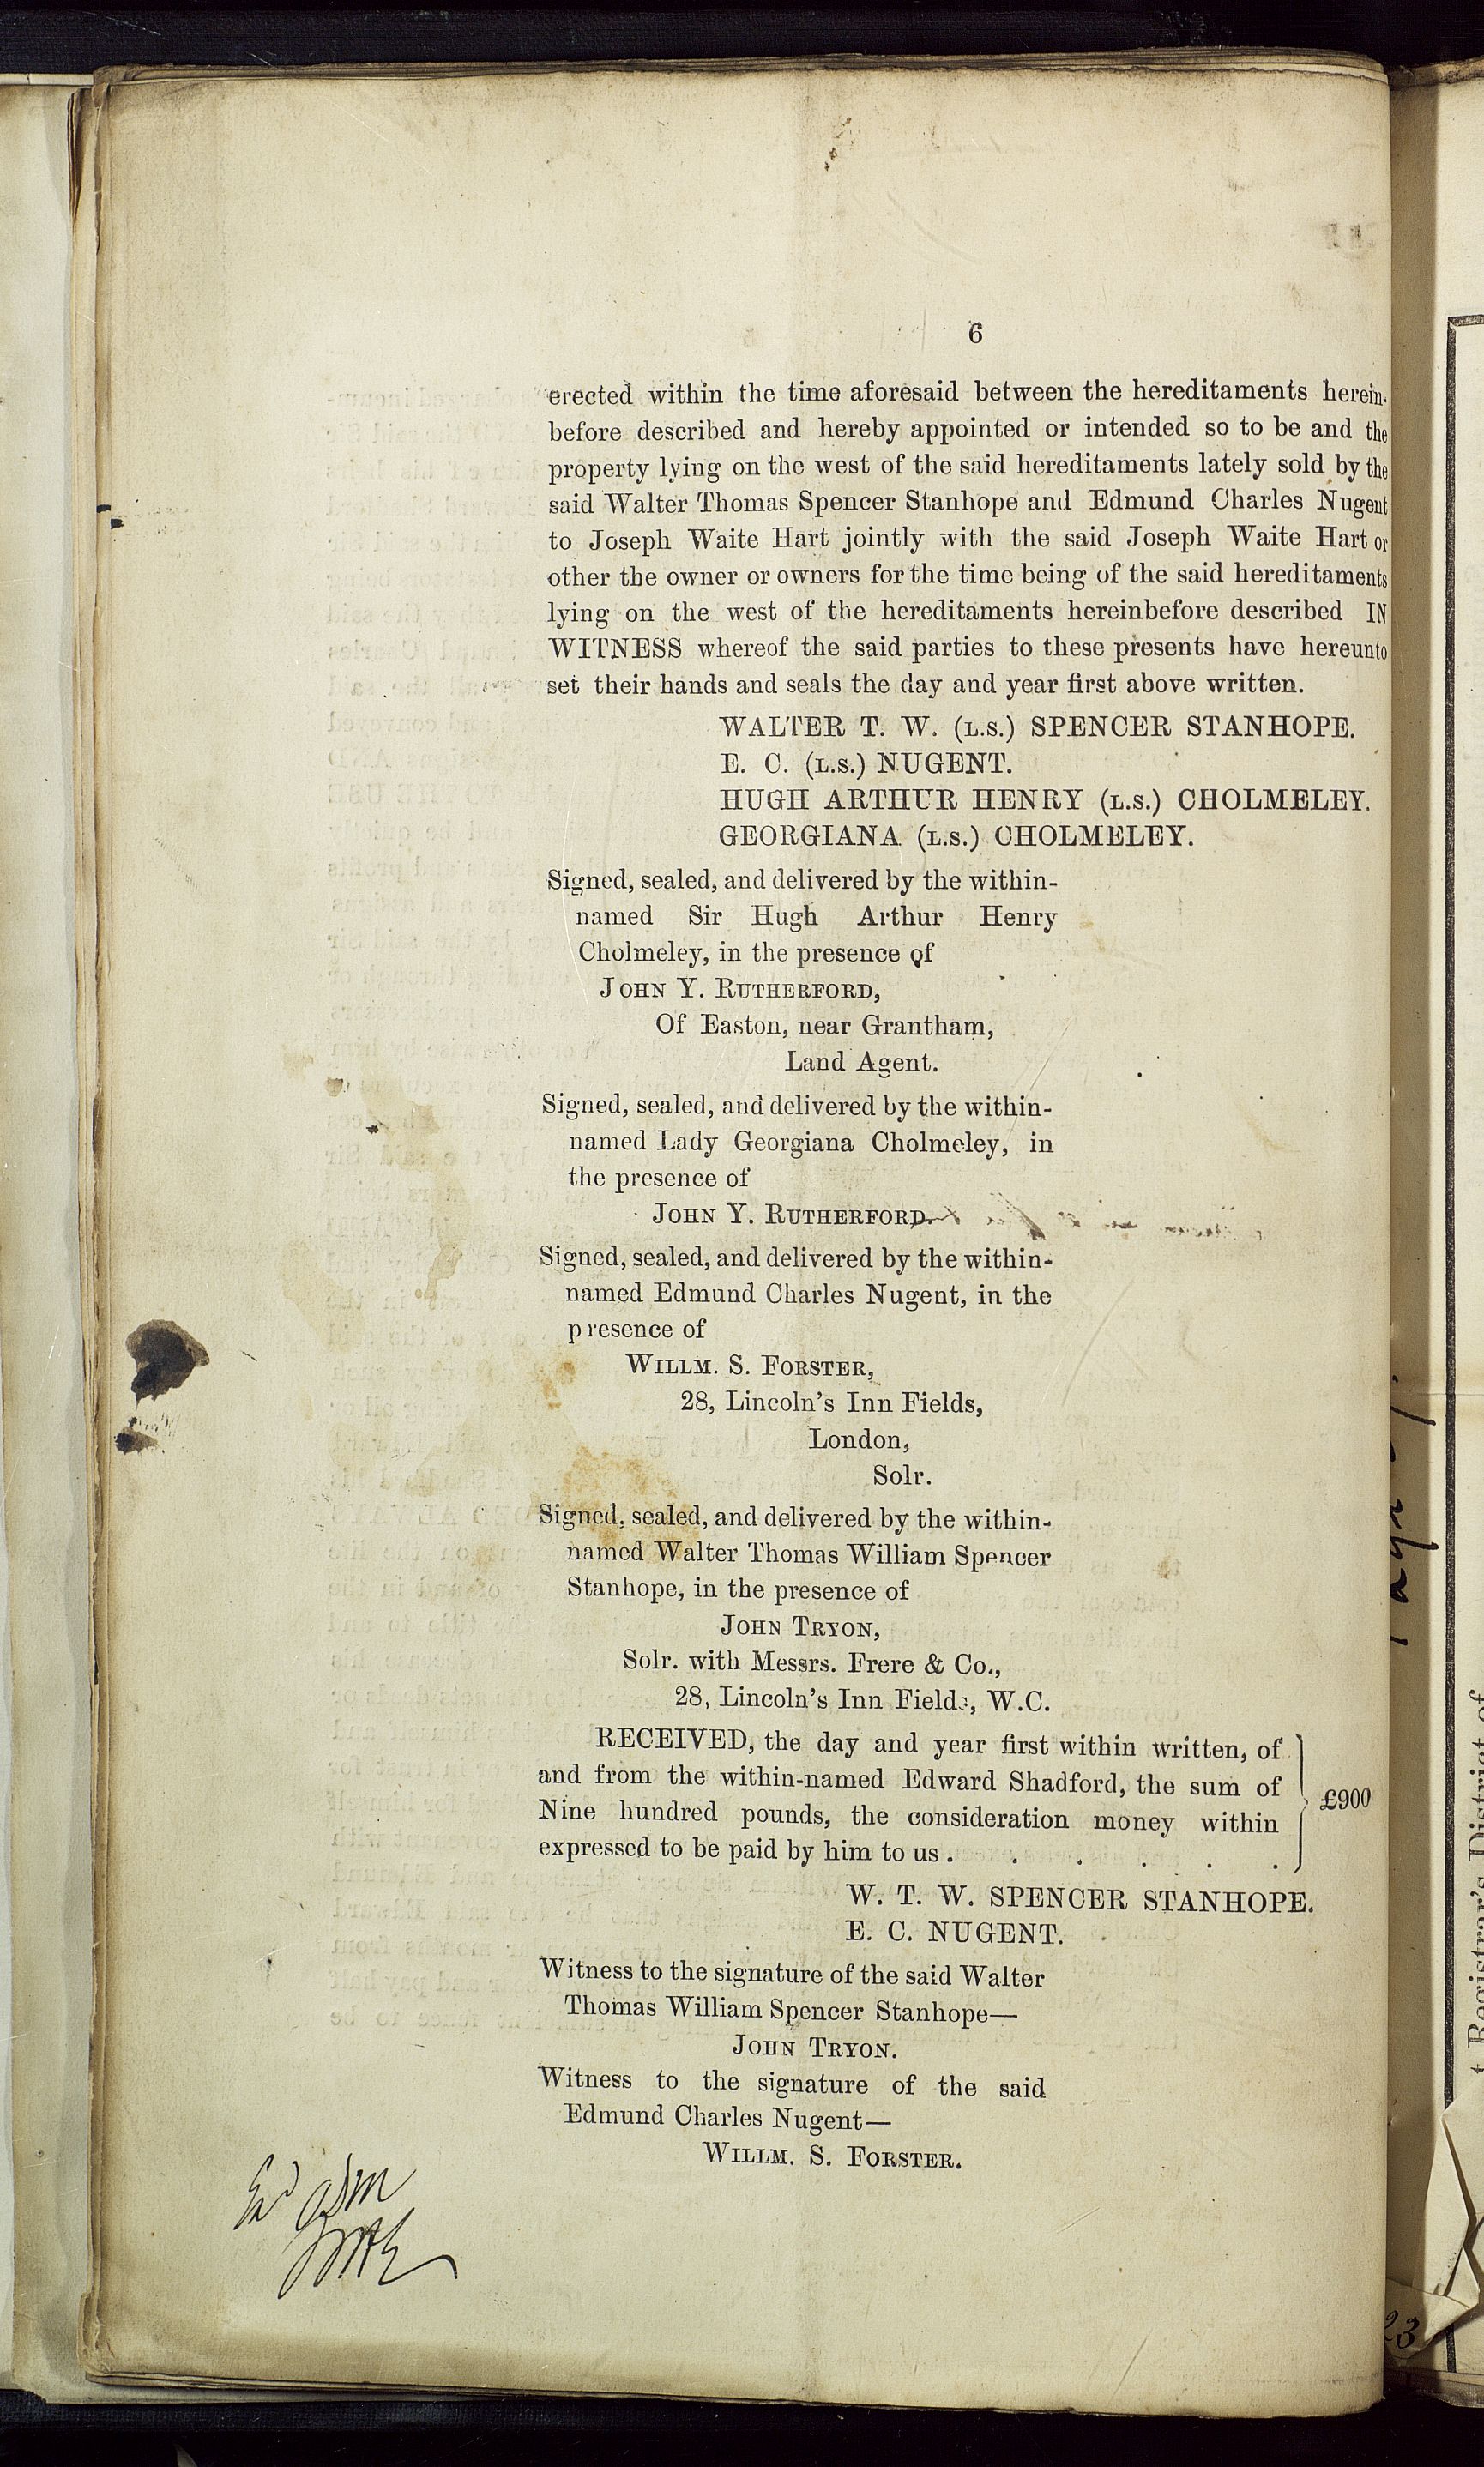 6
erected within the time aforesaid between the hereditaments herein-
before described and hereby appointed or intended so to be and the
property lying on the west of the said hereditaments lately sold by the
said Walter Thomas Spencer Stanhope and Edmund Charles Nugent
to Joseph Waite Hart jointly with the said Joseph Waite Hart or
other the owner or owners for the time being of the said hereditaments
lying on the west of the hereditaments hereinbefore described IN
WITNESS whereof the said parties to these presents have hereunto
set their hands and seals the day and year first above written.
WALTER T. W. (L.S.) SPENCER STANHOPE.
E. C. (L.S.) NUGENT.
HUGH ARTHUR HENRY (L.S.) CHOLMELEY.
GEORGIANA (L.S.) CHOLMELEY.
Signed, sealed, and delivered by the within-
named Sir Hugh Arthur Henry
Cholmeley, in the presence of
JOHN Y. RUTHERFORD,
Of Easton, near Grantham,
Land Agent.
Signed, sealed, and delivered by the within-
named Lady Georgiana Cholmeley, in
the presence of
JOHN Y. RUTHERFORD.
Signed, sealed, and delivered by the within-
named Edmund Charles Nugent, in the
presence of
WILLM. S. FORSTER,
28, Lincoln's Inn Fields,
London,
Solr.
Signed, sealed, and delivered by the within-
named Walter Thomas William Spencer
Stanhope, in the presence of
JOHN TRYON,
Solr. with Messrs. Frere & Co.,
28, Lincoln's Inn Fields, W.C.
RECEIVED, the day and year first within written, of
and from the within-named Edward Shadford, the sum of
Nine hundred pounds, the consideration money within
expressed to be paid by him to us . . . . . .
£900
W. T. W. SPENCER STANHOPE.
E. C. NUGENT.
Witness to the signature of the said Walter
Thomas William Spencer Stanhope—
JOHN TRYON.
Witness to the signature of the said
Edmund Charles Nugent—
WILLM. S. FORSTER.
t Registrar's District of
23